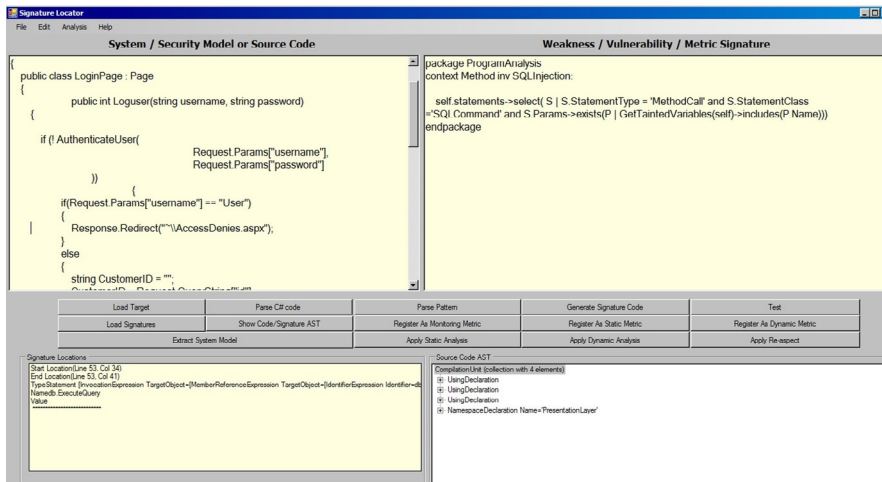 Signature Locator
File Edit Analysis Help
System / Security Model or Source Code
{
public class LoginPage : Page
{
public int Loguser(string username, string password)
{
if (! AuthenticateUser(
Request.Params["username"],
Request.Params["password"]
))
{
if(Request.Params["username"] == "User")
{
Response.Redirect("~\\AccessDenies.aspx");
}
else
{
string CustomerID = "";
Weakness / Vulnerability / Metric Signature
package ProgramAnalysis
context Method inv SQLInjection:
self.statements->select( S | S.StatementType = 'MethodCall' and S.StatementClass
='SQLCommand' and S.Params->exists(P | GetTaintedVariables(self)->includes(P.Name)))
endpackage
Load Target Parse C# code Parse Pattern Generate Signature Code Test
Load Signatures Show Code/Signature AST Register As Monitoring Metric Register As Static Metric Register As Dynamic Metric
Extract System Model Apply Static Analysis Apply Dynamic Analysis Apply Re-aspect
Signature Locations
Start Location(Line 53, Col 34)
End Location(Line 53, Col 41)
TypeStatement [InvocationExpression TargetObject=[MemberReferenceExpression TargetObject=[IdentifierExpression Identifier=db
Namedb.ExecuteQuery
Value
****************************
Source Code AST
CompilationUnit (collection with 4 elements)
UsingDeclaration
UsingDeclaration
UsingDeclaration
NamespaceDeclaration Name='PresentationLayer'